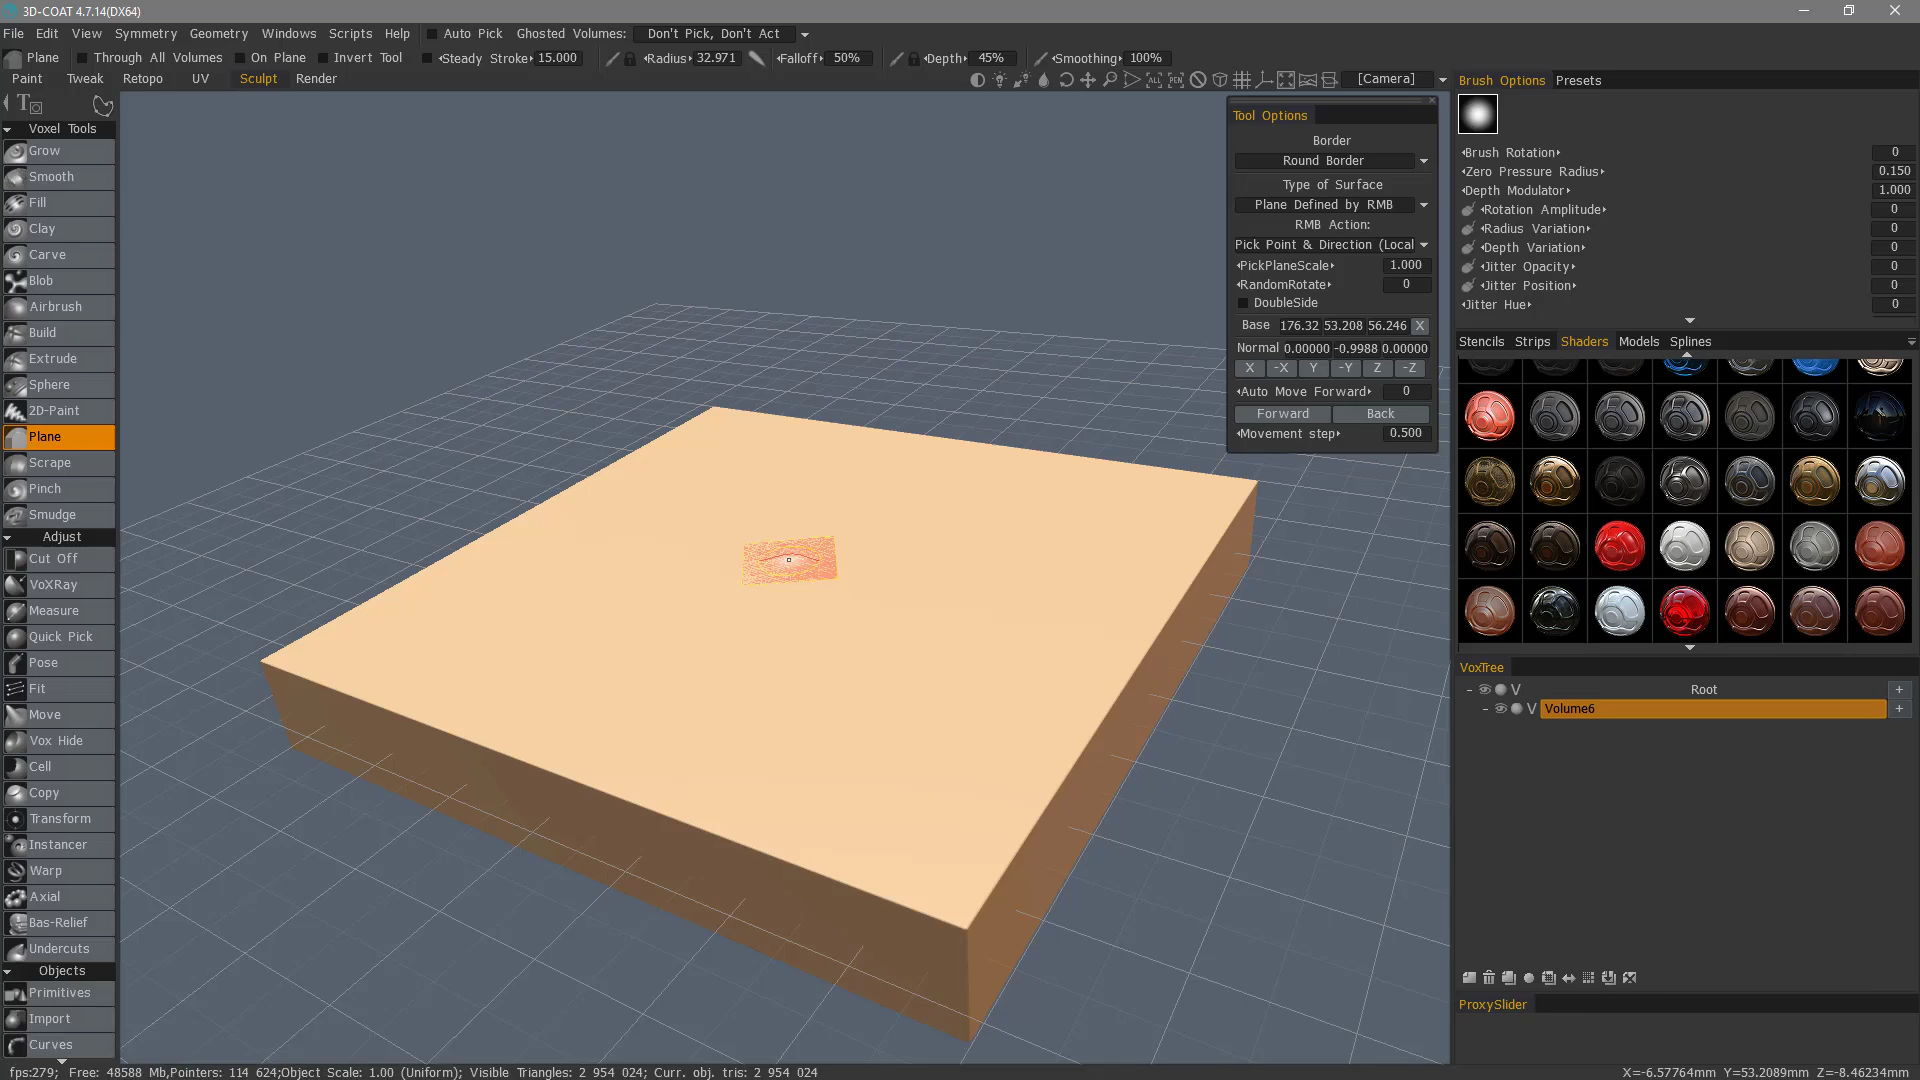 3D-COAT 4.7.14(DX64)
File Edit View Symmetry Geometry Windows Scripts Help Auto Pick Ghosted Volumes: Don't Pick, Don't Act
Plane Through All Volumes On Plane Invert Tool Steady Stroke 15.000 Radius 32.971 Falloff 50% Depth 45% Smoothing 100%
Paint Tweak Retopo UV Sculpt Render ALL PEN [Camera]
T
Voxel Tools
Grow
Smooth
Fill
Clay
Carve
Blob
Airbrush
Build
Extrude
Sphere
2D-Paint
Plane
Scrape
Pinch
Smudge
Adjust
Cut Off
VoXRay
Measure
Quick Pick
Pose
Fit
Move
Vox Hide
Cell
Copy
Transform
Instancer
Warp
Axial
Bas-Relief
Undercuts
Objects
Primitives
Import
Curves
Tool Options
Border
Round Border
Type of Surface
Plane Defined by RMB
RMB Action:
Pick Point & Direction (Local
PickPlaneScale 1.000
RandomRotate 0
DoubleSide
Base 176.32 53.208 56.246 X
Normal 0.00000 -0.9988 0.00000
X -X Y -Y Z -Z
Auto Move Forward 0
Forward Back
Movement step 0.500
Brush Options Presets
Brush Rotation 0
Zero Pressure Radius 0.150
Depth Modulator 1.000
Rotation Amplitude 0
Radius Variation 0
Depth Variation 0
Jitter Opacity 0
Jitter Position 0
Jitter Hue 0
Stencils Strips Shaders Models Splines
VoxTree
- V Root +
- V Volume6 +
ProxySlider
fps:279; Free: 48588 Mb,Pointers: 114 624;Object Scale: 1.00 (Uniform); Visible Triangles: 2 954 024; Curr. obj. tris: 2 954 024
X=-6.57764mm Y=53.2089mm Z=-8.46234mm